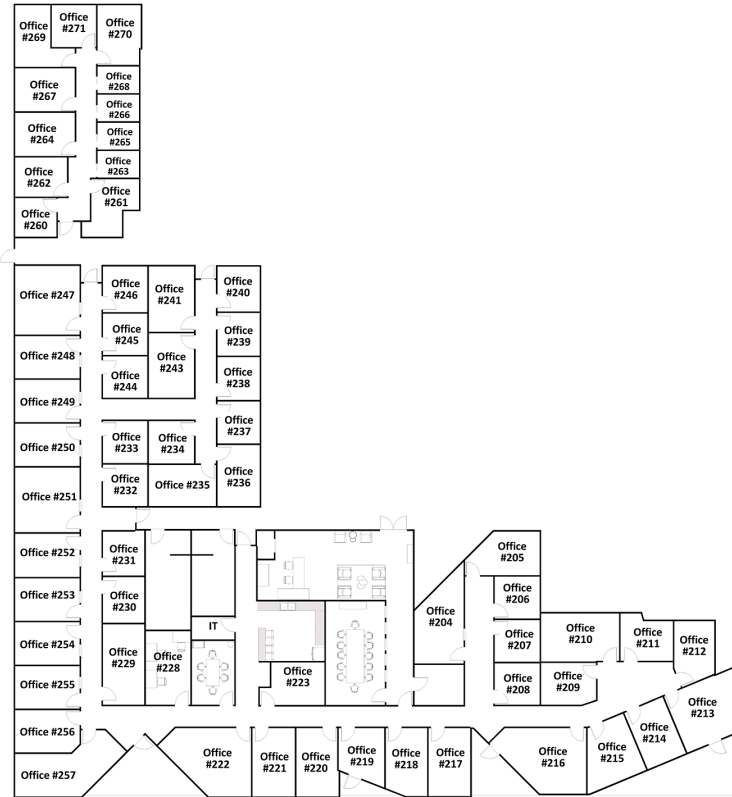 Office
#269
Office
#271
Office
#270
Office
#267
Office
#268
Office
#266
Office
#264
Office
#265
Office
#263
Office
#262
Office
#261
Office
#260
Office #247
Office
#246
Office
#241
Office
#240
Office
#245
Office
#239
Office #248
Office
#243
Office
#244
Office
#238
Office #249
Office
#237
Office #250
Office
#233
Office
#234
Office
#236
Office
#232
Office #235
Office #251
Office #252
Office
#231
Office
#205
Office #253
Office
#230
Office
#206
Office
#204
IT
Office #254
Office
#229
Office
#228
Office
#207
Office
#210
Office
#211
Office
#212
Office #255
Office
#223
Office
#208
Office
#209
Office
#213
Office #256
Office
#214
Office #257
Office
#222
Office
#221
Office
#220
Office
#219
Office
#218
Office
#217
Office
#216
Office
#215